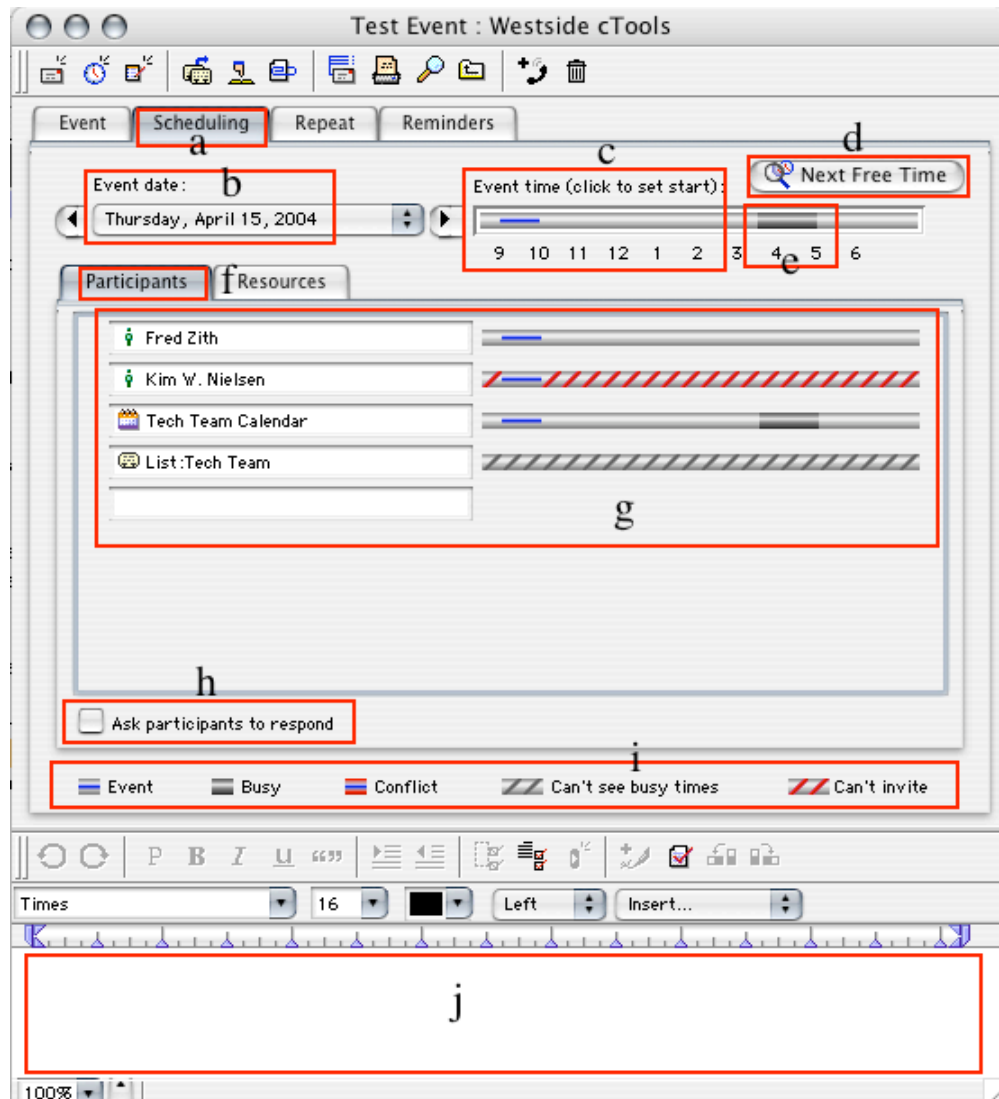 Test Event : Westside cTools
Event Scheduling Repeat Reminders
a
b
c
d
Event date:
Event time (click to set start):
Next Free Time
Thursday, April 15, 2004
9 10 11 12 1 2 3 4 5 6
e
Participants f Resources
Fred Zith
Kim W. Nielsen
Tech Team Calendar
List:Tech Team
g
h
Ask participants to respond
i
Event Busy Conflict Can't see busy times Can't invite
P B I U “”
Times 16 Left Insert...
j
100%